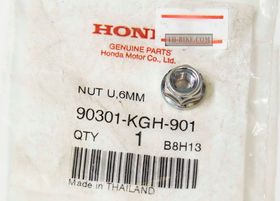 HONDA
GENUINE PARTS
Honda Motor Co., Ltd.
TH-BIKE.COM
NUT U,6MM
90301-KGH-901
QTY 1 B8H13
Made in THAILAND